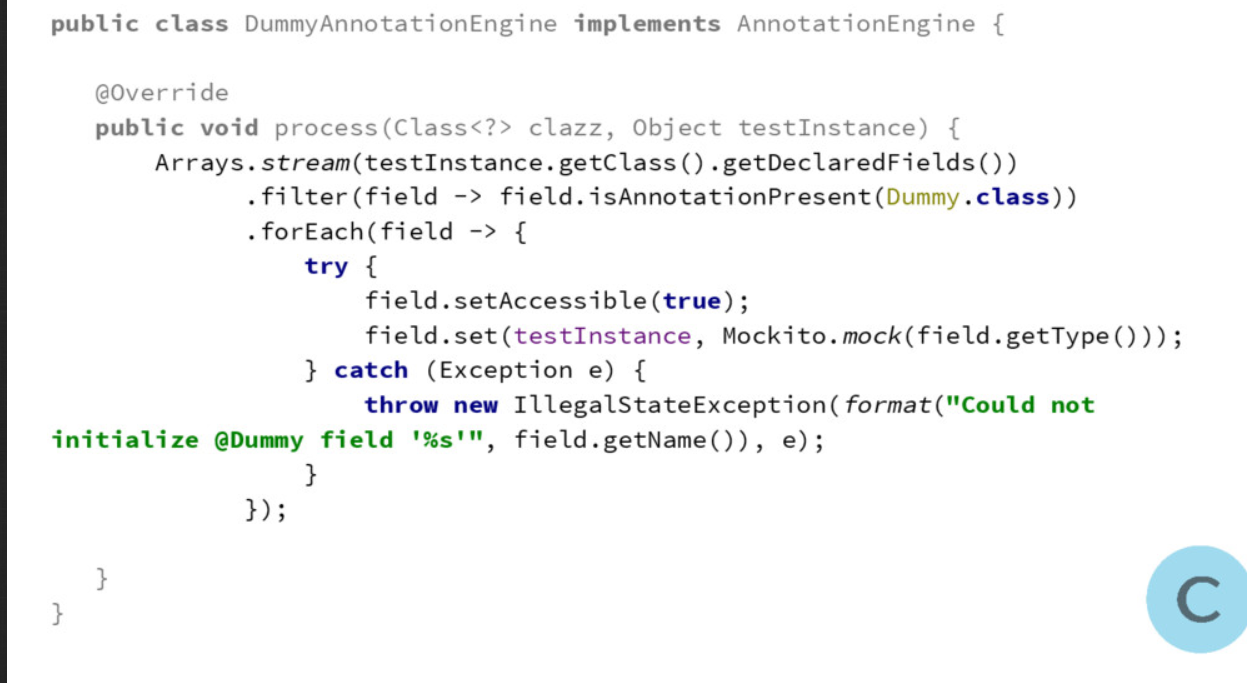 public class DummyAnnotationEngine implements AnnotationEngine {
@Override
public void process(Class<?> clazz, Object testInstance) {
Arrays.stream(testInstance.getClass().getDeclaredFields())
.filter(field -> field.isAnnotationPresent(Dummy.class))
.forEach(field -> {
try {
field.setAccessible(true);
field.set(testInstance, Mockito.mock(field.getType()));
} catch (Exception e) {
throw new IllegalStateException(format("Could not
initialize @Dummy field '%s'", field.getName()), e);
}
});
}
}
C